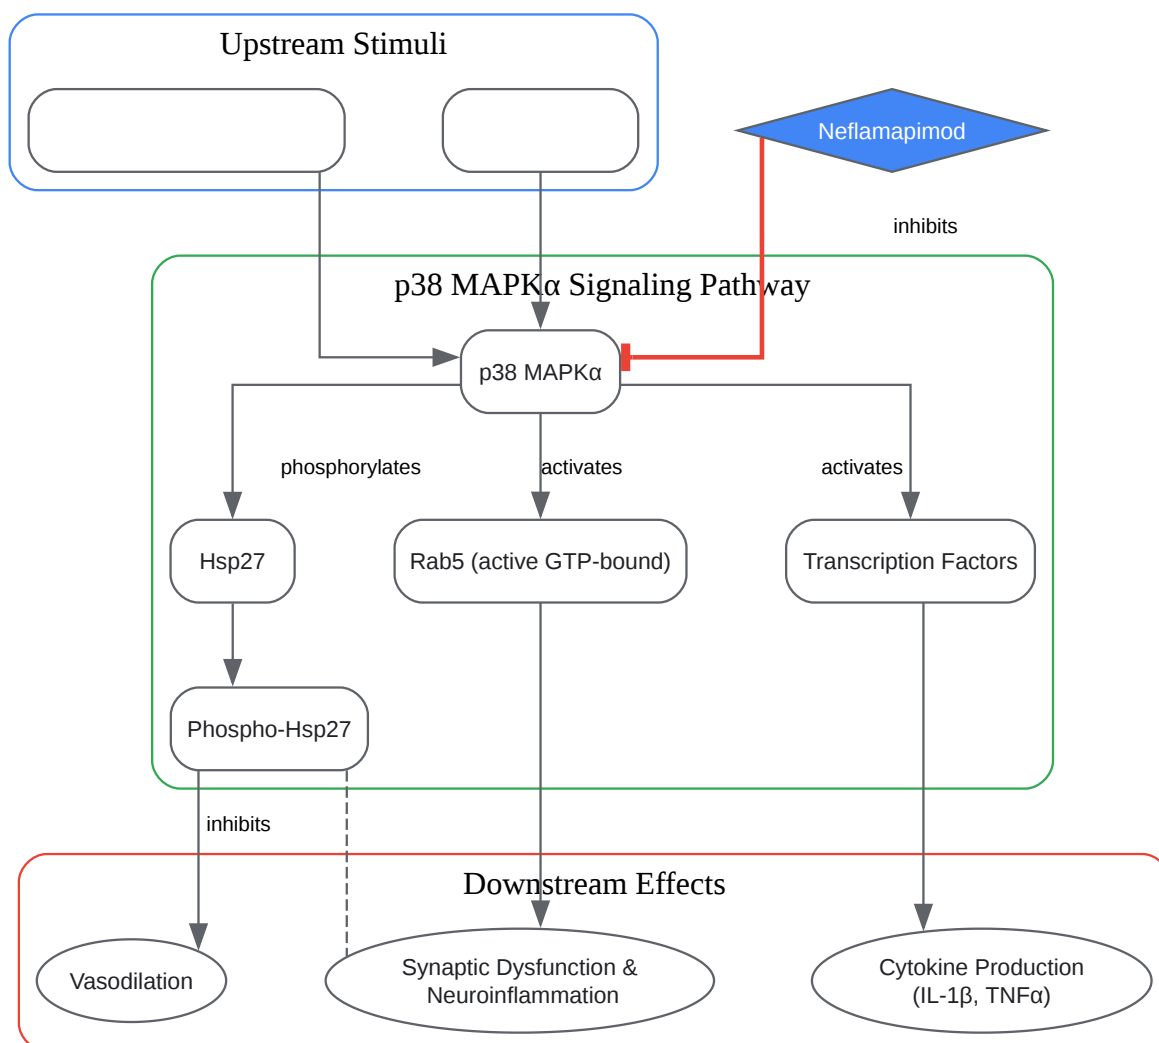 Upstream Stimuli
Neflamapimod
inhibits
p38 MAPKα Signaling Pathway
p38 MAPKα
phosphorylates
activates
activates
Hsp27
Rab5 (active GTP-bound)
Transcription Factors
Phospho-Hsp27
inhibits
Downstream Effects
Vasodilation
Synaptic Dysfunction &
Neuroinflammation
Cytokine Production
(IL-1β, TNFα)